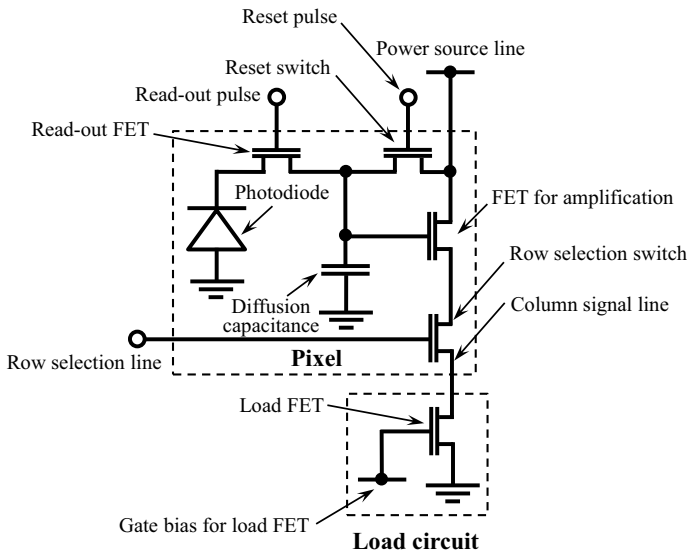 Reset pulse
Power source line
Reset switch
Read-out pulse
Read-out FET
Photodiode
FET for amplification
Row selection switch
Diffusion
capacitance
Column signal line
Row selection line
Pixel
Load FET
Gate bias for load FET
Load circuit